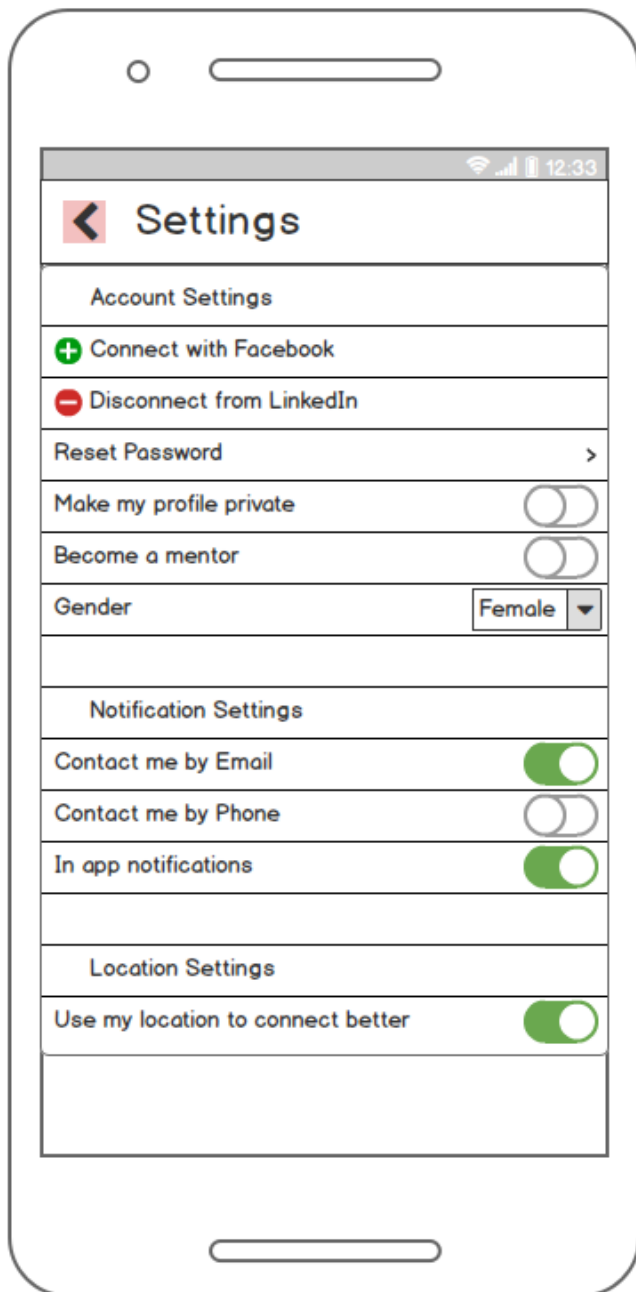 12:33
Settings
Account Settings
Connect with Facebook
Disconnect from LinkedIn
Reset Password >
Make my profile private
Become a mentor
Gender Female
Notification Settings
Contact me by Email
Contact me by Phone
In app notifications
Location Settings
Use my location to connect better